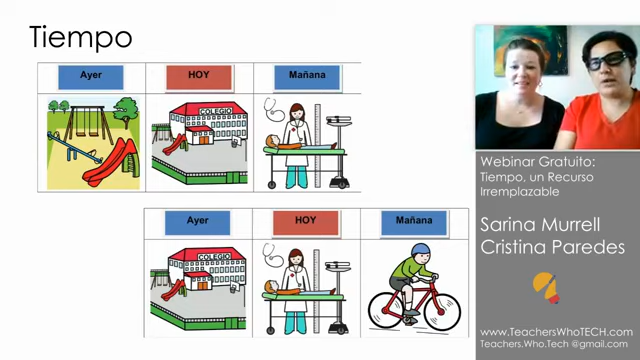 Tiempo
Ayer HOY Mañana
COLEGIO
Ayer HOY Mañana
COLEGIO
Webinar Gratuito:
Tiempo, un Recurso
Irremplazable
Sarina Murrell
Cristina Paredes
www.TeachersWhoTECH.com
Teachers.Who.Tech @gmail.com